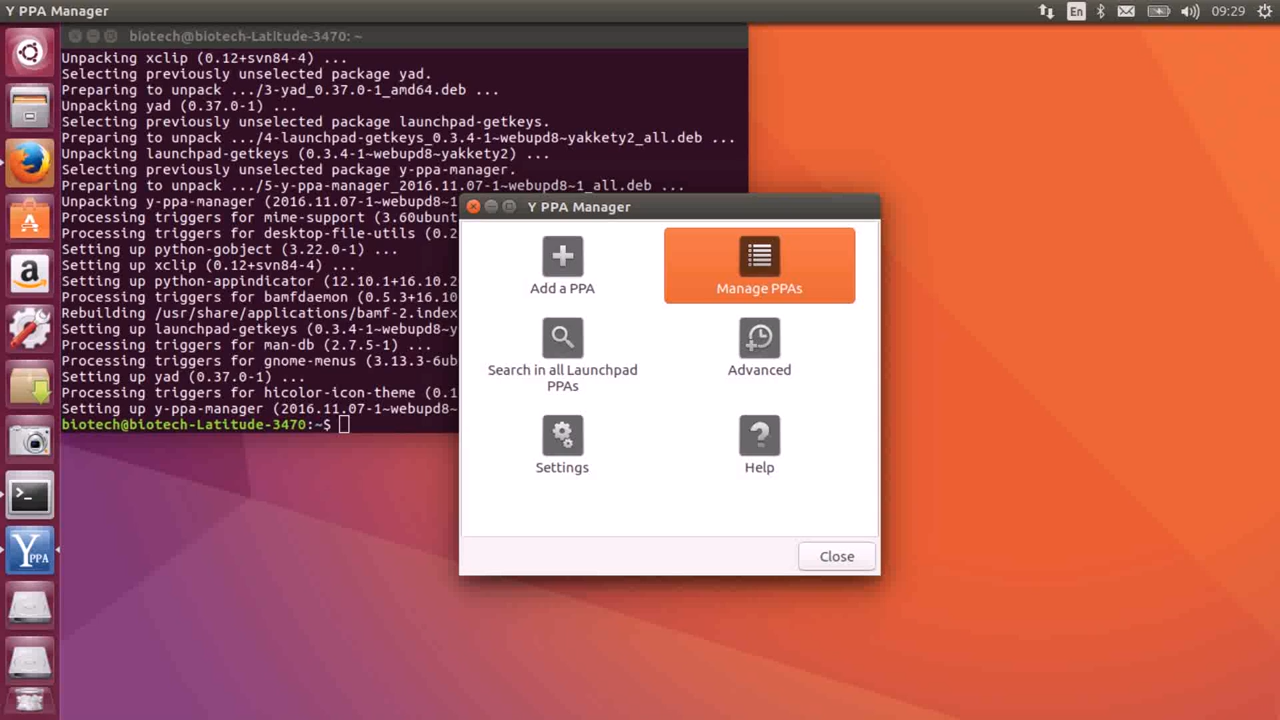 Y PPA Manager
En
09:29
biotech@biotech-Latitude-3470: ~
Unpacking xclip (0.12+svn84-4) ...
Selecting previously unselected package yad.
Preparing to unpack .../3-yad_0.37.0-1_amd64.deb ...
Unpacking yad (0.37.0-1) ...
Selecting previously unselected package launchpad-getkeys.
Preparing to unpack .../4-launchpad-getkeys_0.3.4-1~webupd8~yakkety2_all.deb ...
Unpacking launchpad-getkeys (0.3.4-1~webupd8~yakkety2) ...
Selecting previously unselected package y-ppa-manager.
Preparing to unpack .../5-y-ppa-manager_2016.11.07-1~webupd8~1_all.deb ...
Unpacking y-ppa-manager (2016.11.07-1~webupd8~1
Processing triggers for mime-support (3.60ubunt
Processing triggers for desktop-file-utils (0.2
Setting up python-gobject (3.22.0-1) ...
Setting up xclip (0.12+svn84-4) ...
Setting up python-appindicator (12.10.1+16.10.2
Processing triggers for bamfdaemon (0.5.3+16.10
Rebuilding /usr/share/applications/bamf-2.index
Setting up launchpad-getkeys (0.3.4-1~webupd8~y
Processing triggers for man-db (2.7.5-1) ...
Processing triggers for gnome-menus (3.13.3-6ub
Setting up yad (0.37.0-1) ...
Processing triggers for hicolor-icon-theme (0.1
Setting up y-ppa-manager (2016.11.07-1~webupd8~
biotech@biotech-Latitude-3470:~$
Y PPA Manager
Add a PPA
Manage PPAs
Search in all Launchpad
PPAs
Advanced
Settings
Help
Close
Y PPA